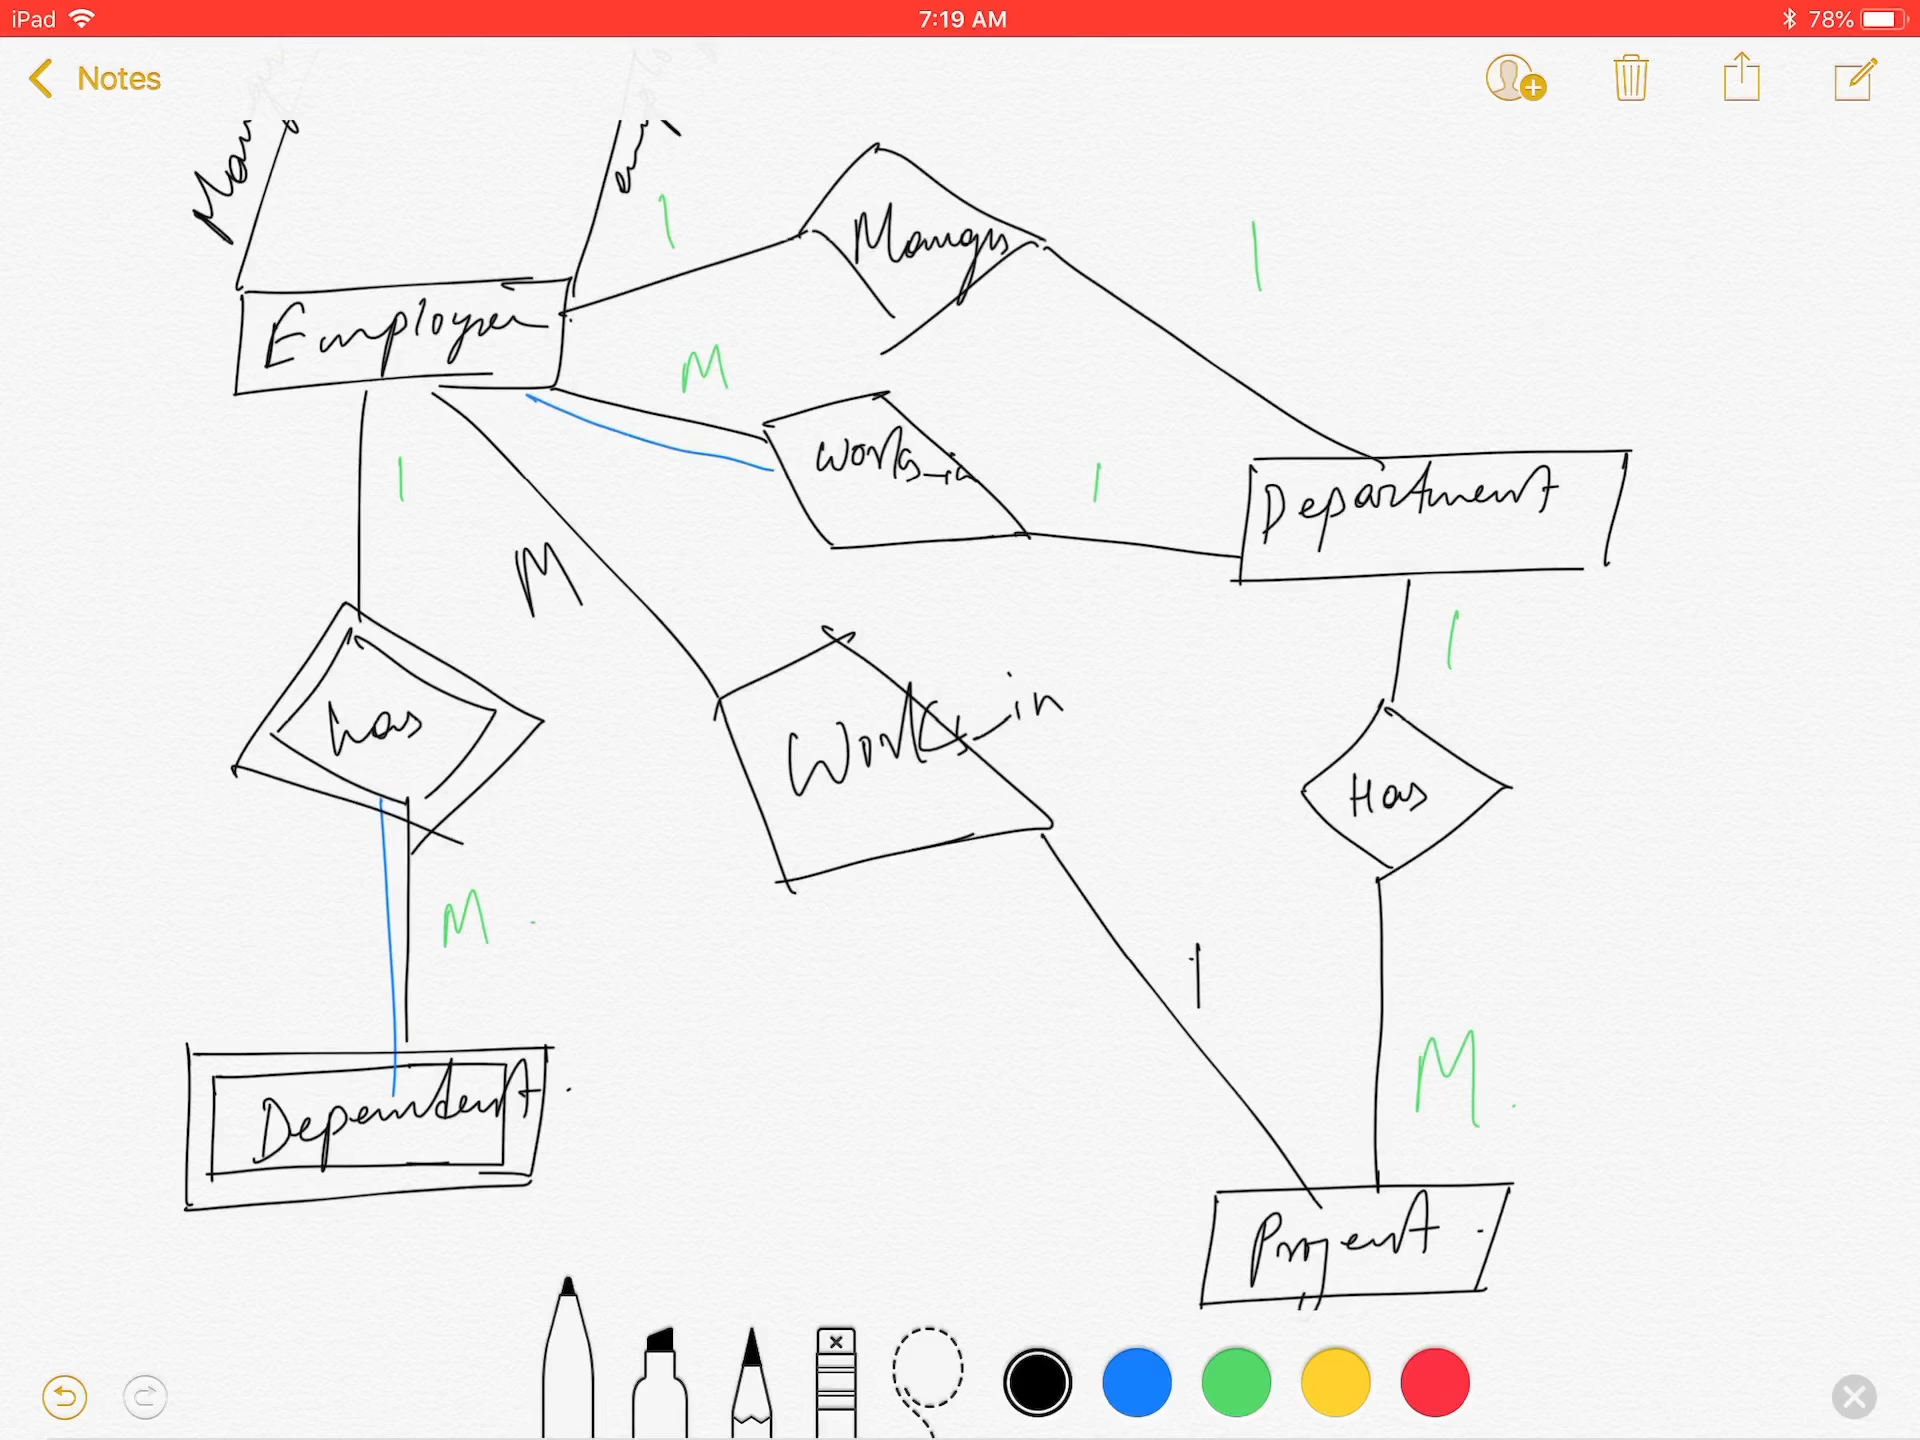 iPad
7:19 AM
78%
Notes
1
Manages
1
Employee
M
Works_in
1
Department
1
M
1
has
Works_in
Has
M
1
M
Dependent
Project